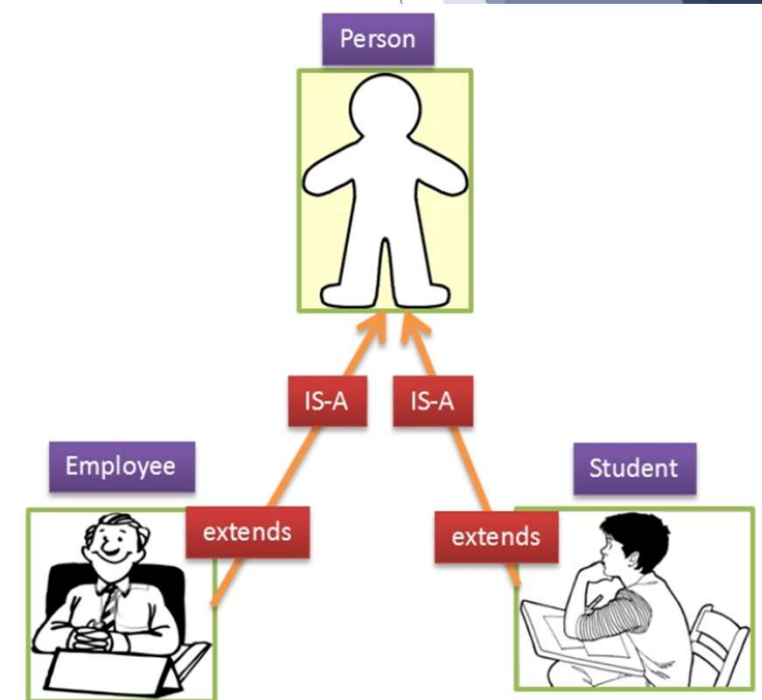 Person
IS-A
IS-A
Employee
Student
extends
extends